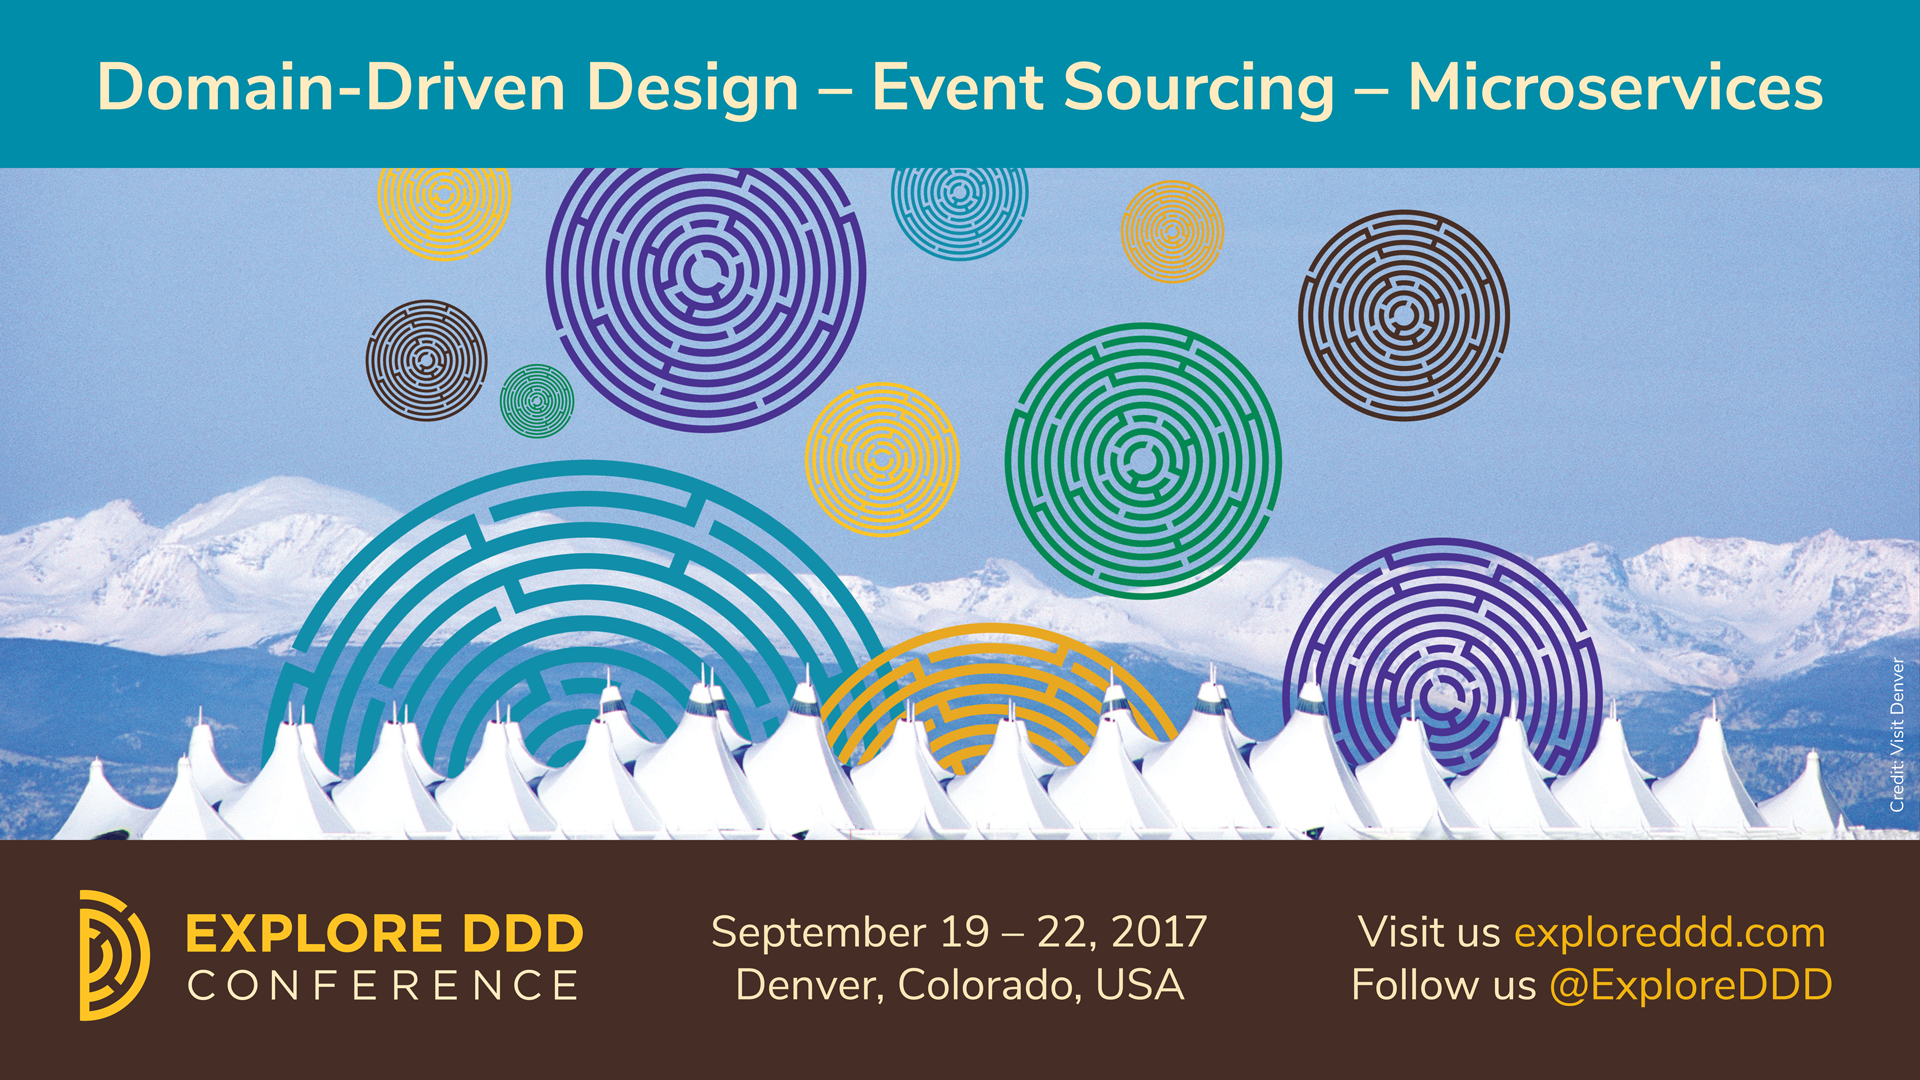 Domain-Driven Design – Event Sourcing – Microservices
Credit: Visit Denver
EXPLORE DDD
CONFERENCE
September 19 – 22, 2017
Denver, Colorado, USA
Visit us exploreddd.com
Follow us @ExploreDDD